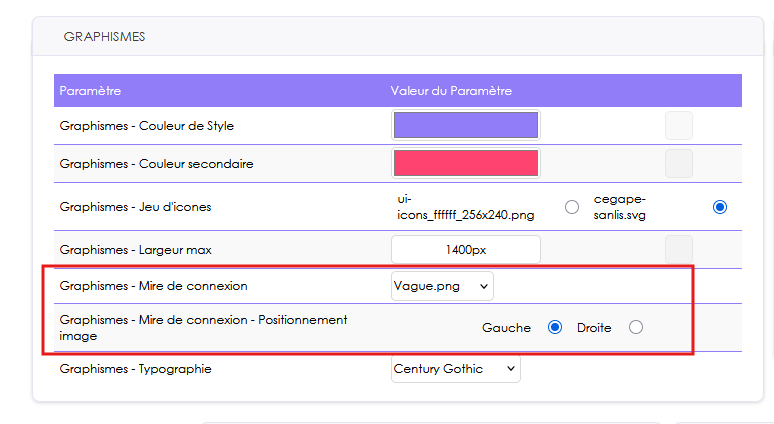 GRAPHISMES
Paramètre Valeur du Paramètre
Graphismes - Couleur de Style
Graphismes - Couleur secondaire
Graphismes - Jeu d'icones
ui-
icons_ffffff_256x240.png
cegape-
sanlis.svg
Graphismes - Largeur max 1400px
Graphismes - Mire de connexion Vague.png
Graphismes - Mire de connexion - Positionnement
image
Gauche Droite
Graphismes - Typographie Century Gothic